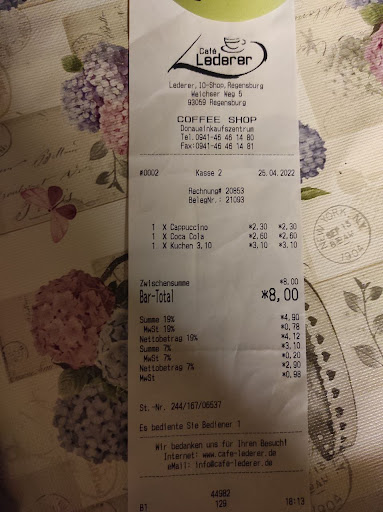 Café
Lederer
Lederer, IO-Shop, Regensburg
Weichser Weg 5
93059 Regensburg
COFFEE SHOP
Donaueinkaufszentrum
Tel.0941-46 46 14 80
Fax:0941-46 46 14 81
#0002 Kasse 2 25.04.2022
Rechnung# 20853
BelegNr.: 21093
1 X Cappuccino *2,30 *2,30
1 X Coca Cola *2,60 *2,60
1 X Kuchen 3,10 *3,10 *3,10
Zwischensumme *8,00
Bar-Total *8,00
Summe 19% *4,90
MwSt 19% *0,78
Nettobetrag 19% *4,12
Summe 7% *3,10
MwSt 7% *0,20
Nettobetrag 7% *2,90
MwSt *0,98
St.-Nr. 244/167/06537
Es bediente Sie Bediener 1
Wir bedanken uns für Ihren Besuch!
Internet: www.cafe-lederer.de
eMail: info@cafe-lederer.de
44982
B1 129 16:13